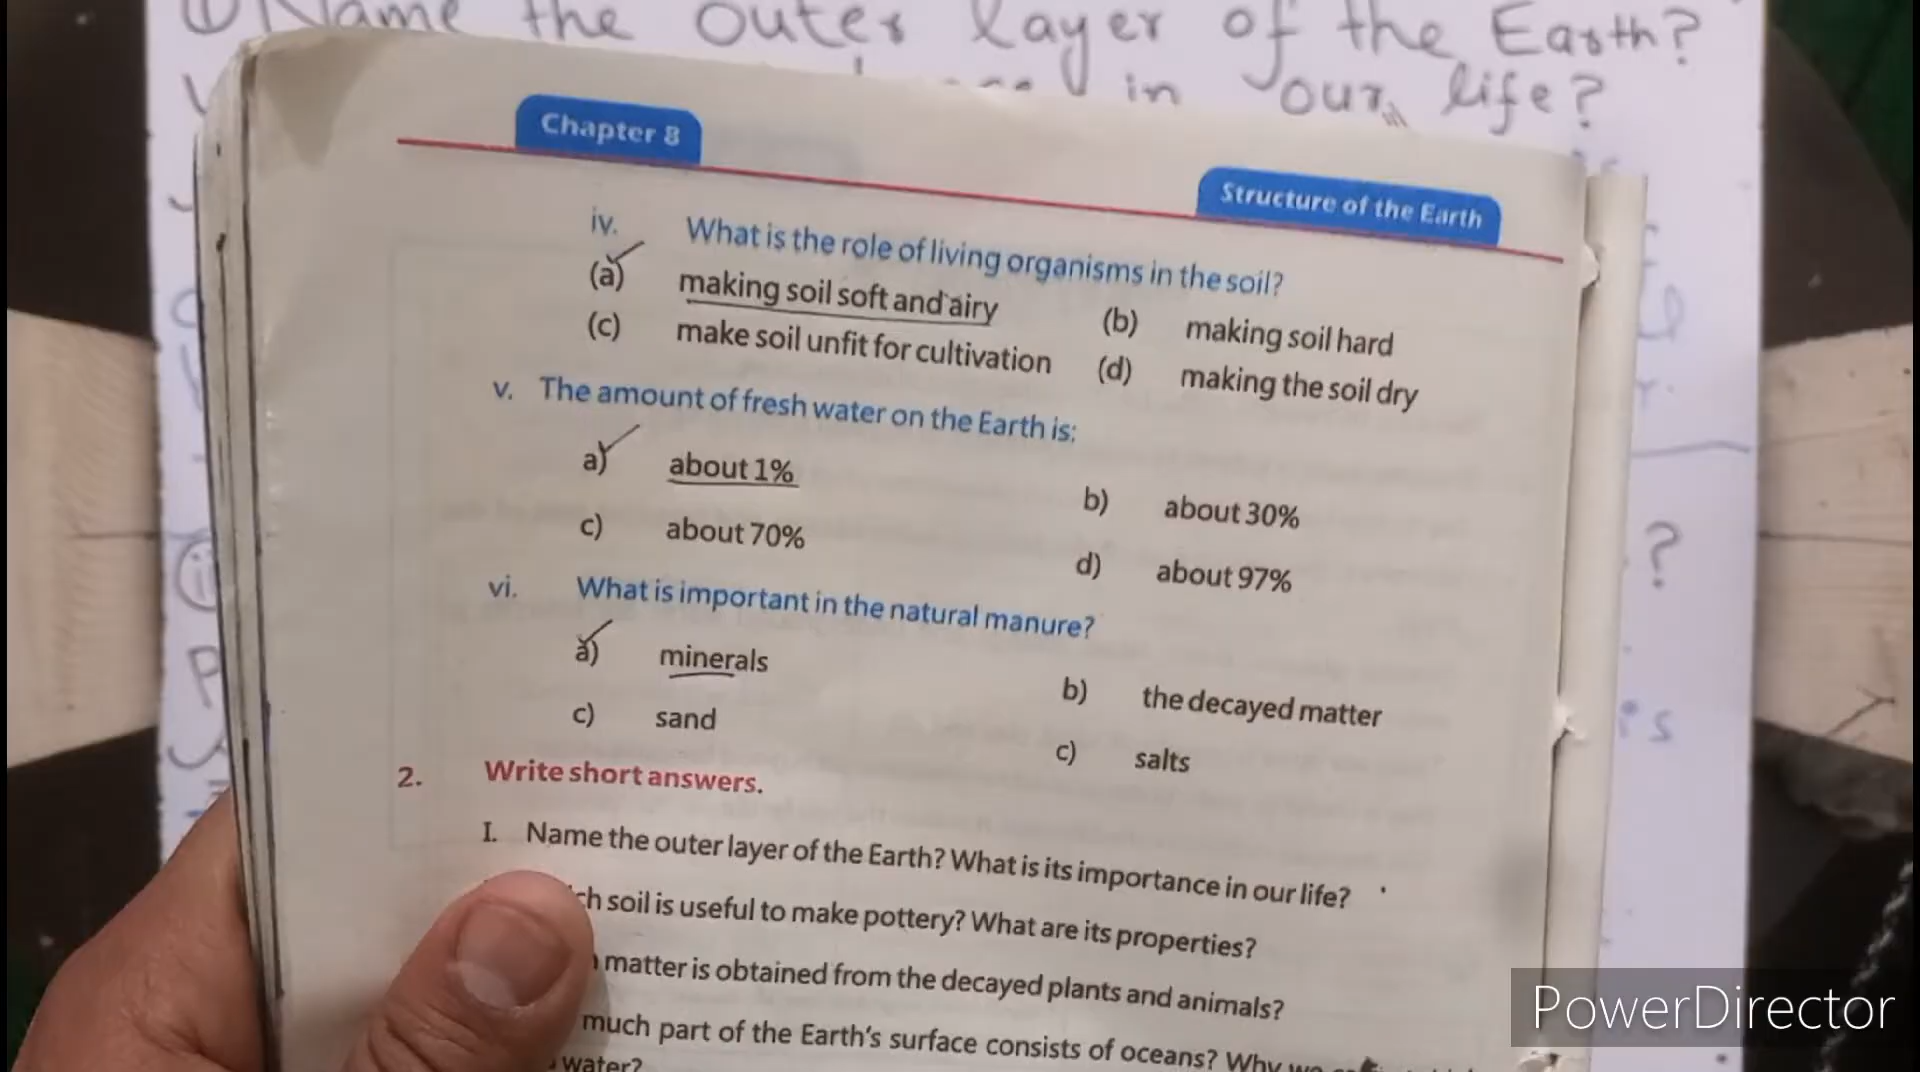 ① Name the outer layer of the Earth?
in our life?
Chapter 8
Structure of the Earth
iv. What is the role of living organisms in the soil?
(a) making soil soft and airy (b) making soil hard
(c) make soil unfit for cultivation (d) making the soil dry
v. The amount of fresh water on the Earth is:
a) about 1% b) about 30%
c) about 70% d) about 97%
vi. What is important in the natural manure?
a) minerals b) the decayed matter
c) sand c) salts
2. Write short answers.
I. Name the outer layer of the Earth? What is its importance in our life?
soil is useful to make pottery? What are its properties?
matter is obtained from the decayed plants and animals?
much part of the Earth's surface consists of oceans? Why
water?
PowerDirector